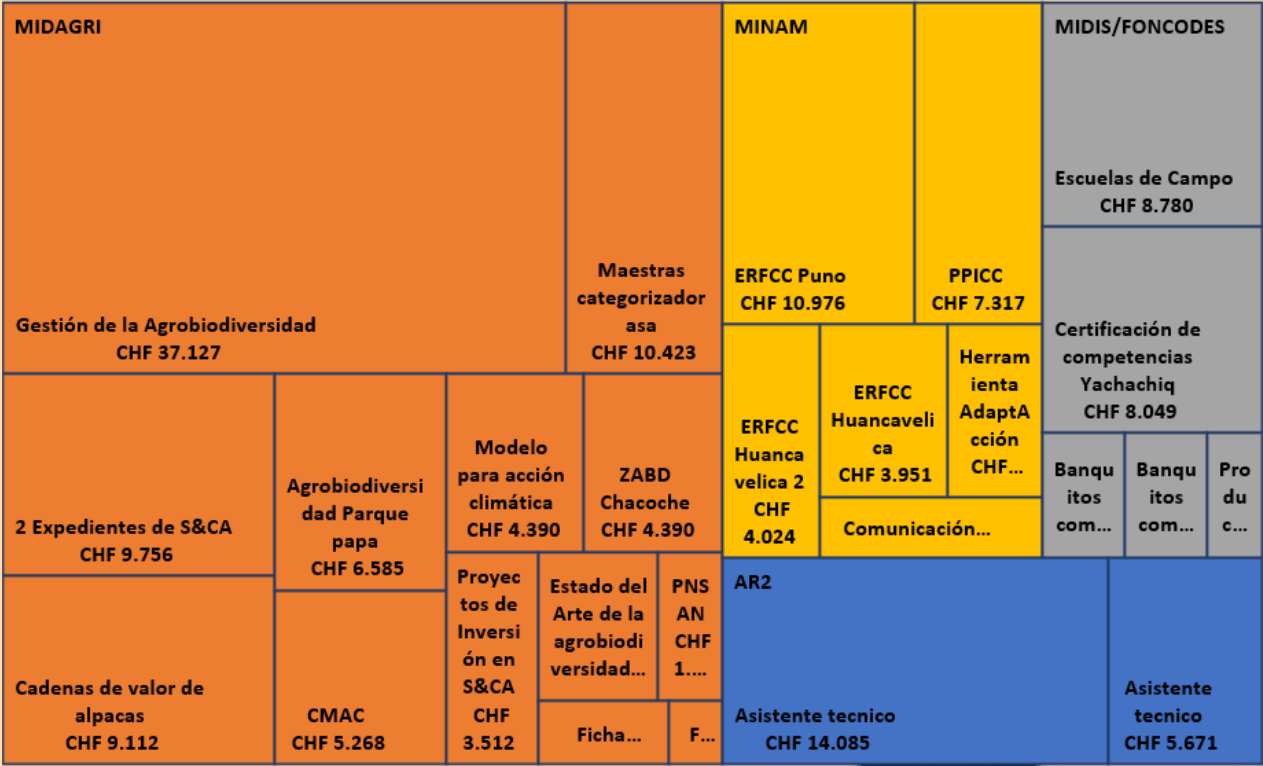 MIDAGRI
Gestión de la Agrobiodiversidad
CHF 37.127
Maestras
categorizador
asa
CHF 10.423
2 Expedientes de S&CA
CHF 9.756
Cadenas de valor de
alpacas
CHF 9.112
Agrobiodiversi
dad Parque
papa
CHF 6.585
CMAC
CHF 5.268
Modelo
para acción
climática
CHF 4.390
ZABD
Chacoche
CHF 4.390
Proyec
tos de
Inversi
ón en
S&CA
CHF
3.512
Estado del
Arte de la
agrobiodi
versidad...
PNS
AN
CHF
1....
Ficha...
F...
MINAM
ERFCC Puno
CHF 10.976
PPICC
CHF 7.317
ERFCC
Huanca
velica 2
CHF
4.024
ERFCC
Huancaveli
ca
CHF 3.951
Herram
ienta
AdaptA
cción
CHF...
Comunicación...
MIDIS/FONCODES
Escuelas de Campo
CHF 8.780
Certificación de
competencias
Yachachiq
CHF 8.049
Banqu
itos
com...
Banqu
itos
com...
Pro
du
c...
AR2
Asistente tecnico
CHF 14.085
Asistente
tecnico
CHF 5.671